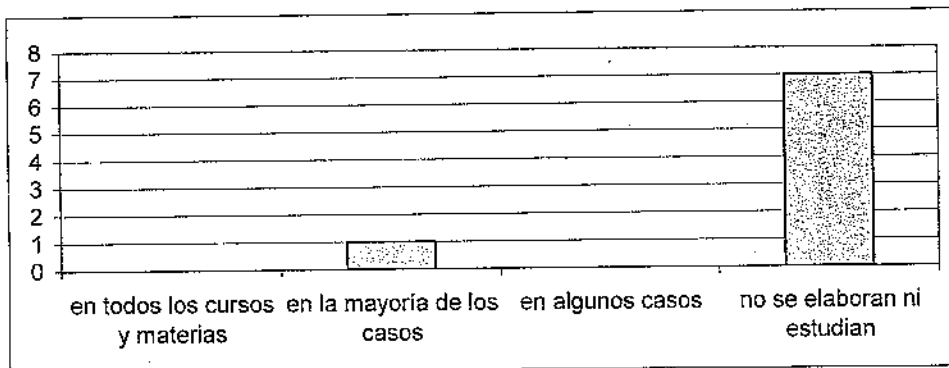 8
7
6
5
4
3
2
1
0
en todos los cursos y materias
en la mayoría de los casos
en algunos casos
no se elaboran ni estudian